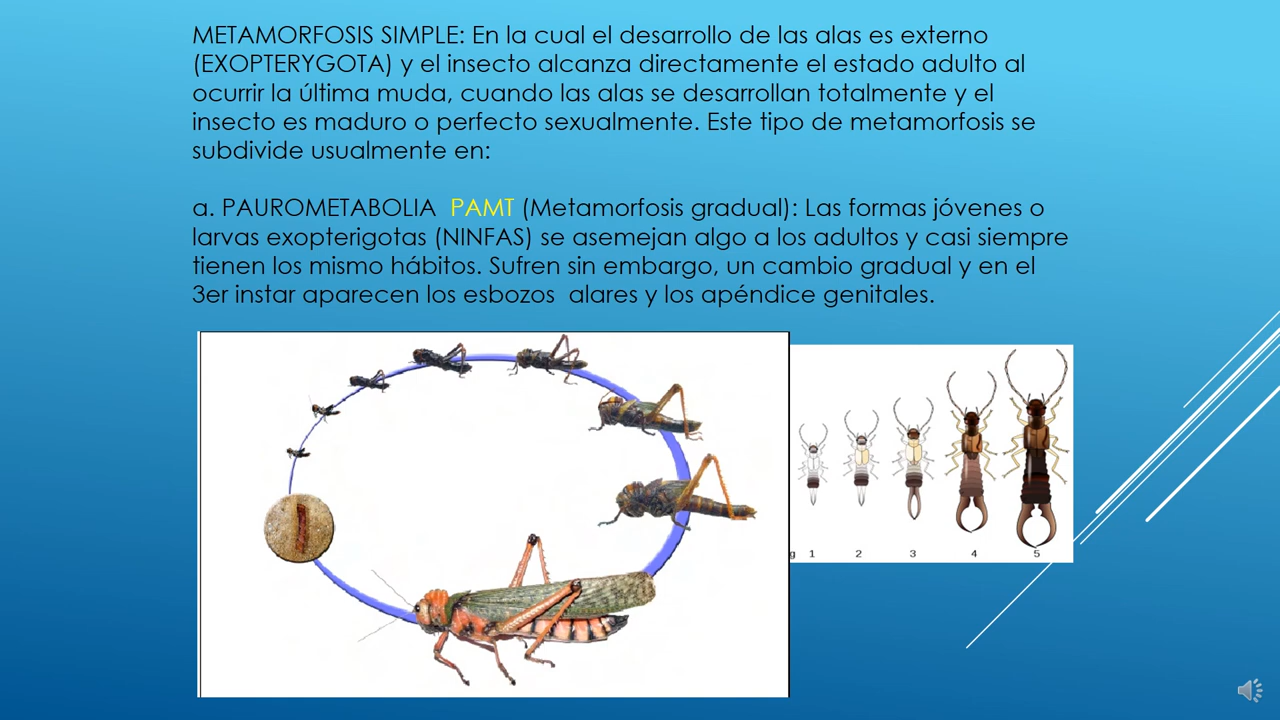 METAMORFOSIS SIMPLE: En la cual el desarrollo de las alas es externo
(EXOPTERYGOTA) y el insecto alcanza directamente el estado adulto al
ocurrir la última muda, cuando las alas se desarrollan totalmente y el
insecto es maduro o perfecto sexualmente. Este tipo de metamorfosis se
subdivide usualmente en:
a. PAUROMETABOLIA PAMT (Metamorfosis gradual): Las formas jóvenes o
larvas exopterigotas (NINFAS) se asemejan algo a los adultos y casi siempre
tienen los mismo hábitos. Sufren sin embargo, un cambio gradual y en el
3er instar aparecen los esbozos alares y los apéndice genitales.
g 1 2 3 4 5